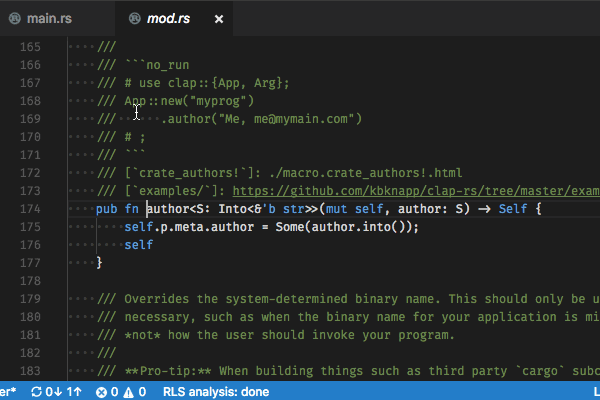 main.rs mod.rs ×
165 ///
166 /// ```no_run
167 /// # use clap::{App, Arg};
168 /// App::new("myprog")
169 /// .author("Me, me@mymain.com")
170 /// # ;
171 /// ```
172 /// [`crate_authors!`]: ./macro.crate_authors!.html
173 /// [`examples/`]: https://github.com/kbknapp/clap-rs/tree/master/exam
174 pub fn author<S: Into<&'b str>>(mut self, author: S) -> Self {
175 self.p.meta.author = Some(author.into());
176 self
177 }
178
179 /// Overrides the system-determined binary name. This should only be u
180 /// necessary, such as when the binary name for your application is mi
181 /// *not* how the user should invoke your program.
182 ///
183 /// **Pro-tip:** When building things such as third party `cargo` subc
er* 0↓ 1↑ 0 0 RLS analysis: done L